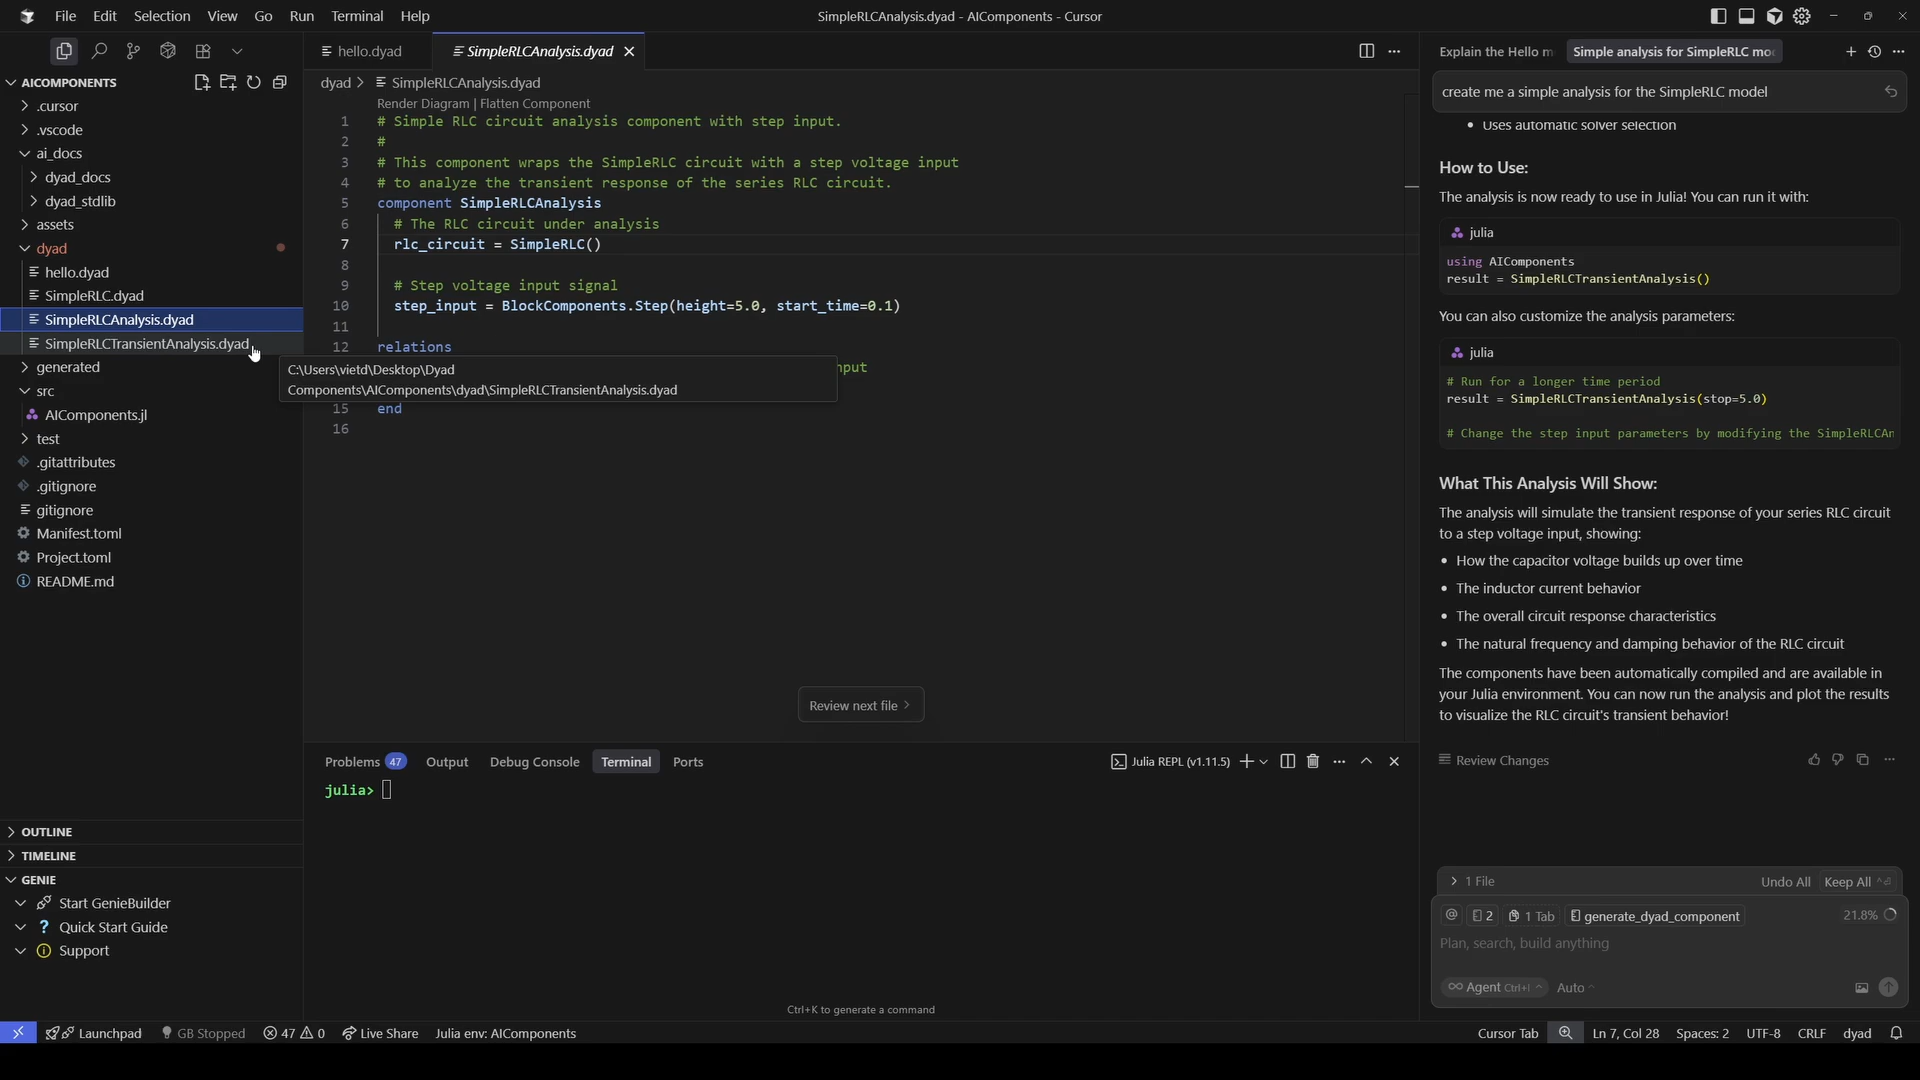 File Edit Selection View Go Run Terminal Help
SimpleRLCAnalysis.dyad - AIComponents - Cursor
AICOMPONENTS
.cursor
.vscode
ai_docs
dyad_docs
dyad_stdlib
assets
dyad
hello.dyad
SimpleRLC.dyad
SimpleRLCAnalysis.dyad
SimpleRLCTransientAnalysis.dyad
generated
src
AIComponents.jl
test
.gitattributes
.gitignore
gitignore
Manifest.toml
Project.toml
README.md
OUTLINE
TIMELINE
GENIE
Start GenieBuilder
? Quick Start Guide
Support
hello.dyad SimpleRLCAnalysis.dyad
dyad > SimpleRLCAnalysis.dyad
Render Diagram | Flatten Component
1 # Simple RLC circuit analysis component with step input.
2 #
3 # This component wraps the SimpleRLC circuit with a step voltage input
4 # to analyze the transient response of the series RLC circuit.
5 component SimpleRLCAnalysis
6 # The RLC circuit under analysis
7 rlc_circuit = SimpleRLC()
8
9 # Step voltage input signal
10 step_input = BlockComponents.Step(height=5.0, start_time=0.1)
11
12 relations
nput
C:\Users\vietd\Desktop\Dyad
Components\AIComponents\dyad\SimpleRLCTransientAnalysis.dyad
15 end
16
Review next file >
Problems 47 Output Debug Console Terminal Ports
Julia REPL (v1.11.5)
julia>
Ctrl+K to generate a command
Explain the Hello m Simple analysis for SimpleRLC mod
create me a simple analysis for the SimpleRLC model
• Uses automatic solver selection
How to Use:
The analysis is now ready to use in Julia! You can run it with:
julia
using AIComponents
result = SimpleRLCTransientAnalysis()
You can also customize the analysis parameters:
julia
# Run for a longer time period
result = SimpleRLCTransientAnalysis(stop=5.0)
# Change the step input parameters by modifying the SimpleRLCAn
What This Analysis Will Show:
The analysis will simulate the transient response of your series RLC circuit
to a step voltage input, showing:
• How the capacitor voltage builds up over time
• The inductor current behavior
• The overall circuit response characteristics
• The natural frequency and damping behavior of the RLC circuit
The components have been automatically compiled and are available in
your Julia environment. You can now run the analysis and plot the results
to visualize the RLC circuit's transient behavior!
Review Changes
> 1 File Undo All Keep All
@ 2 1 Tab generate_dyad_component 21.8%
Plan, search, build anything
Agent Ctrl+I Auto
Launchpad GB Stopped 47 0 Live Share Julia env: AIComponents
Cursor Tab Ln 7, Col 28 Spaces: 2 UTF-8 CRLF dyad